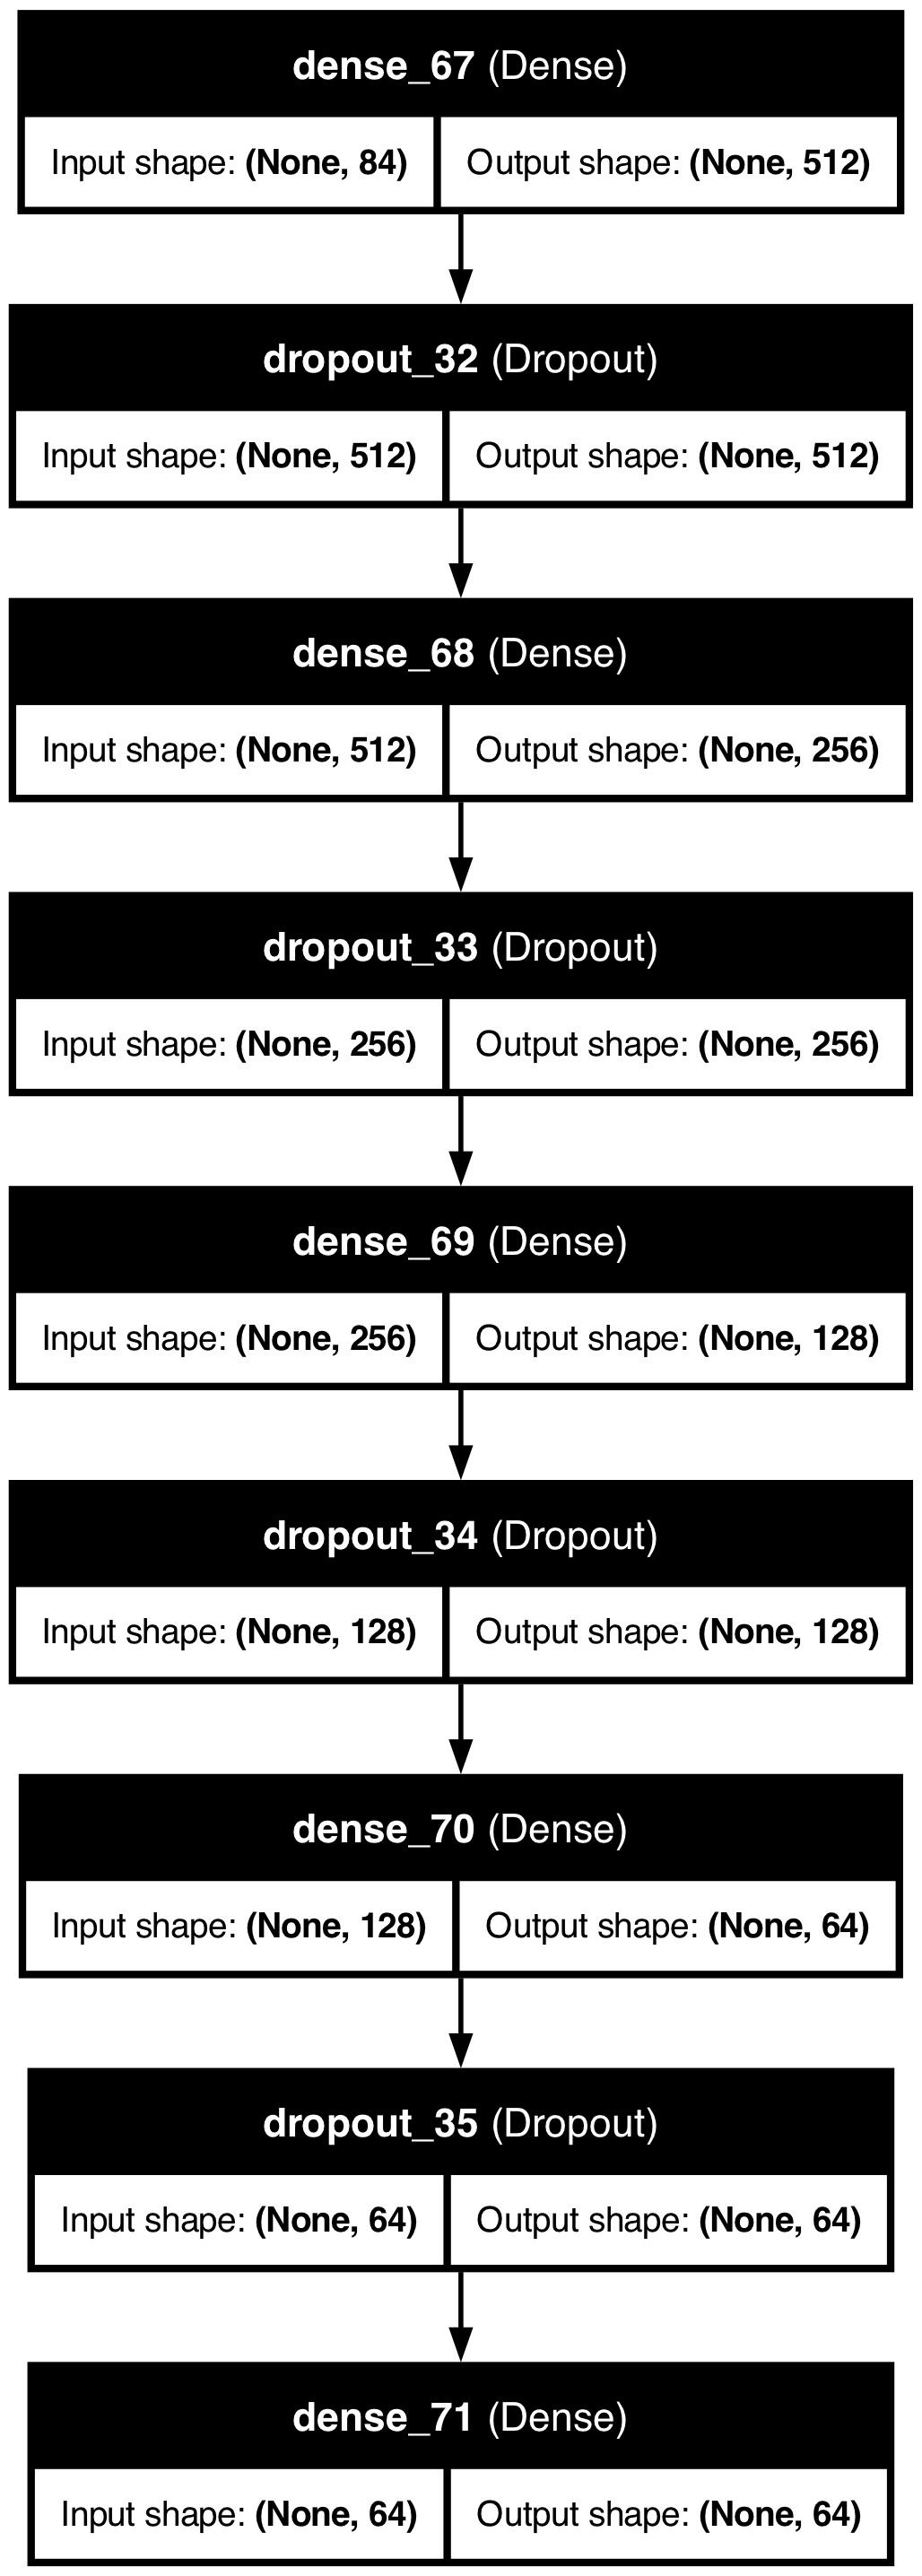 dense_67 (Dense)
Input shape: (None, 84) Output shape: (None, 512)
dropout_32 (Dropout)
Input shape: (None, 512) Output shape: (None, 512)
dense_68 (Dense)
Input shape: (None, 512) Output shape: (None, 256)
dropout_33 (Dropout)
Input shape: (None, 256) Output shape: (None, 256)
dense_69 (Dense)
Input shape: (None, 256) Output shape: (None, 128)
dropout_34 (Dropout)
Input shape: (None, 128) Output shape: (None, 128)
dense_70 (Dense)
Input shape: (None, 128) Output shape: (None, 64)
dropout_35 (Dropout)
Input shape: (None, 64) Output shape: (None, 64)
dense_71 (Dense)
Input shape: (None, 64) Output shape: (None, 64)